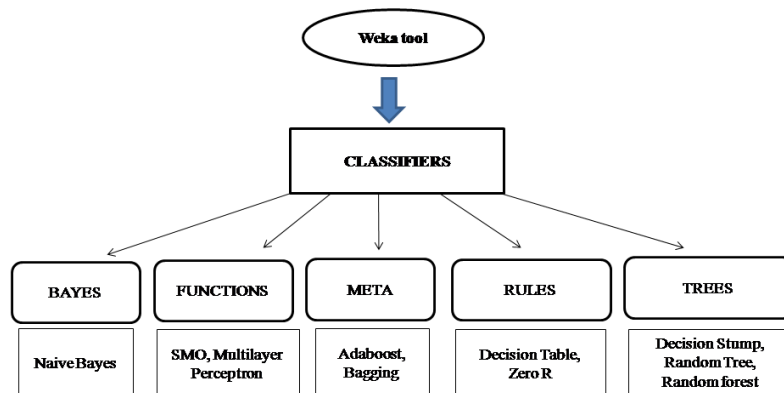 Weka tool
CLASSIFIERS
BAYES
FUNCTIONS
META
RULES
TREES
Naive Bayes
SMO, Multilayer
Perceptron
Adaboost,
Bagging
Decision Table,
Zero R
Decision Stump,
Random Tree,
Random forest